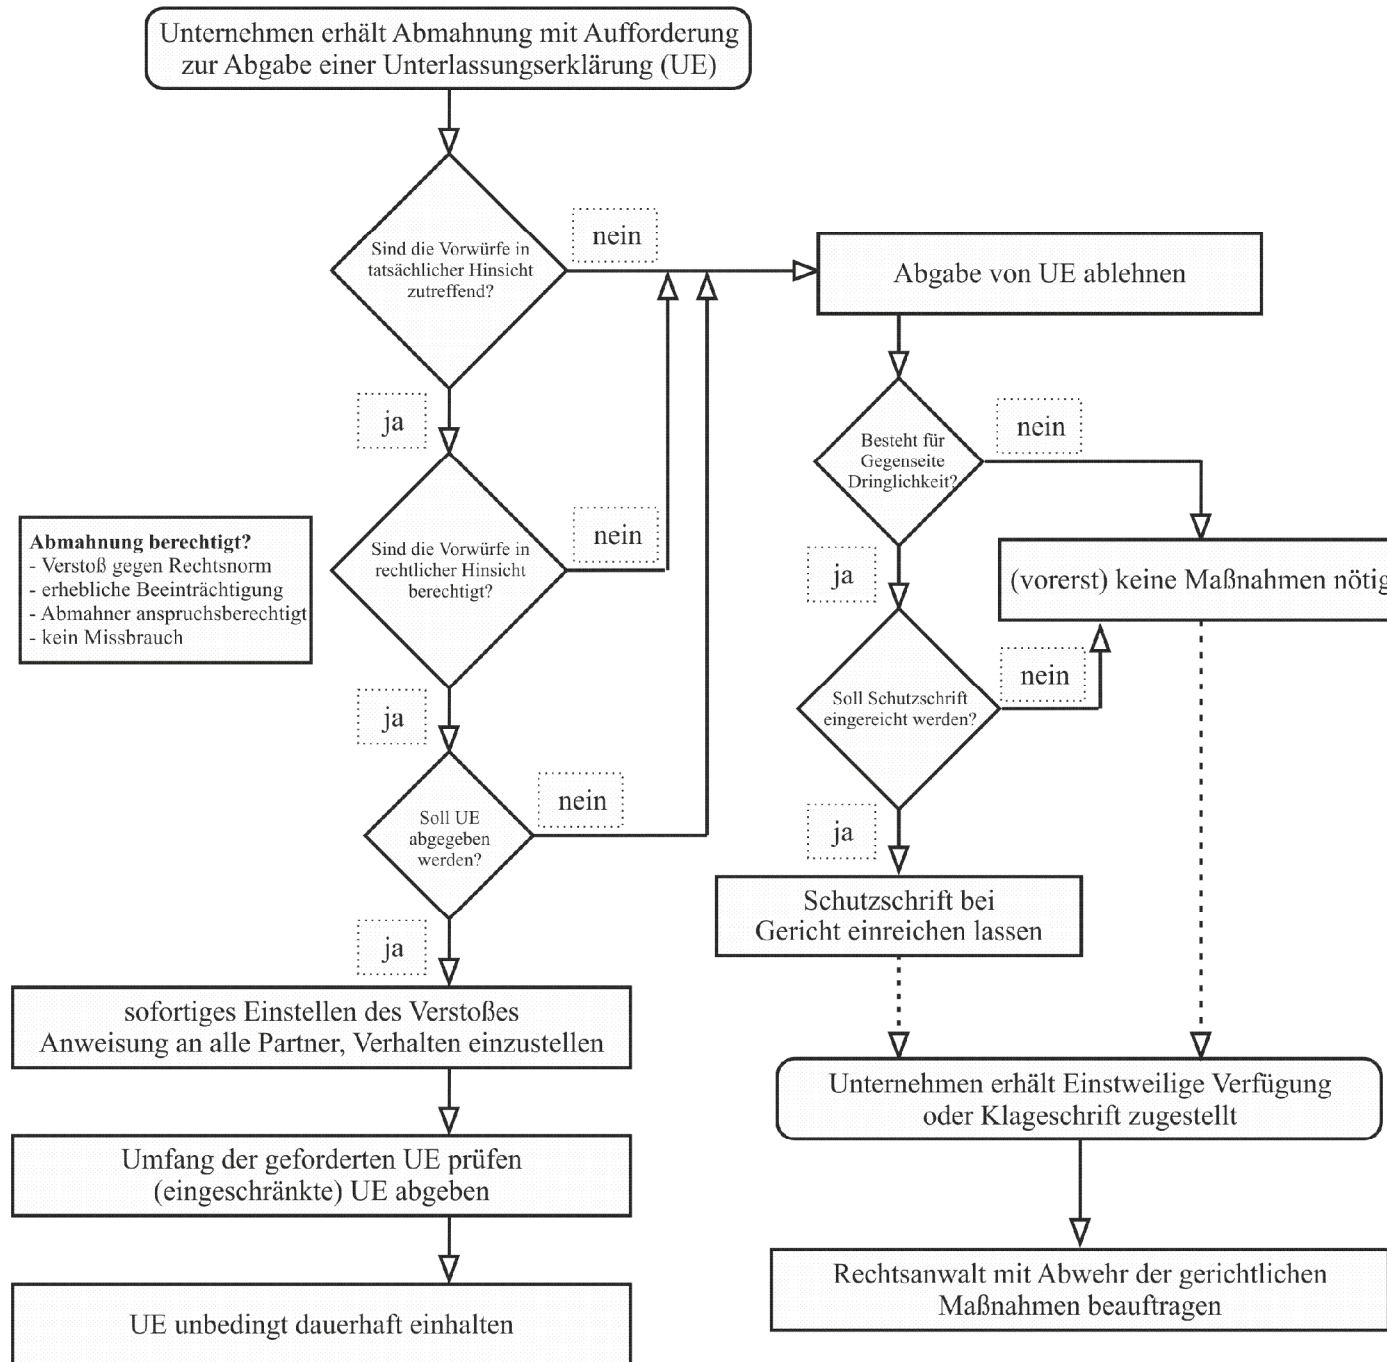 Unternehmen erhält Abmahnung mit Aufforderung
zur Abgabe einer Unterlassungserklärung (UE)
Sind die Vorwürfe in
tatsächlicher Hinsicht
zutreffend?
nein
Abgabe von UE ablehnen
ja
Besteht für
Gegenseite
Dringlichkeit?
nein
Abmahnung berechtigt?
- Verstoß gegen Rechtsnorm
- erhebliche Beeinträchtigung
- Abmahner anspruchsberechtigt
- kein Missbrauch
Sind die Vorwürfe in
rechtlicher Hinsicht
berechtigt?
nein
ja
(vorerst) keine Maßnahmen nötig
ja
Soll Schutzschrift
eingereicht werden?
nein
Soll UE
abgegeben
werden?
nein
ja
Schutzschrift bei
Gericht einreichen lassen
ja
sofortiges Einstellen des Verstoßes
Anweisung an alle Partner, Verhalten einzustellen
Unternehmen erhält Einstweilige Verfügung
oder Klageschrift zugestellt
Umfang der geforderten UE prüfen
(eingeschränkte) UE abgeben
Rechtsanwalt mit Abwehr der gerichtlichen
Maßnahmen beauftragen
UE unbedingt dauerhaft einhalten